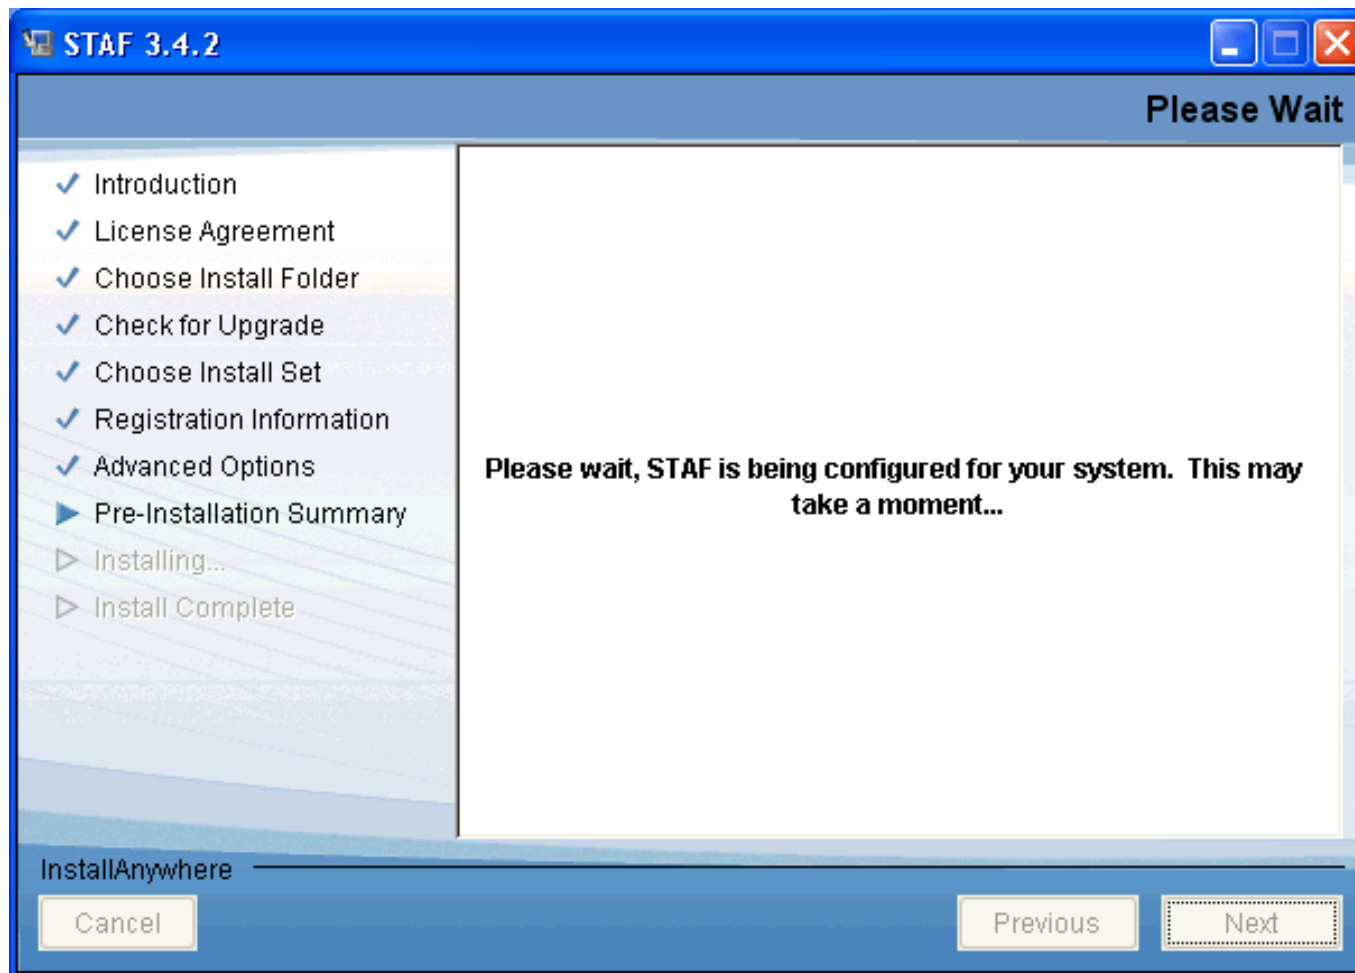 STAF 3.4.2
Please Wait
Introduction
License Agreement
Choose Install Folder
Check for Upgrade
Choose Install Set
Registration Information
Advanced Options
Pre-Installation Summary
Installing...
Install Complete
Please wait, STAF is being configured for your system.  This may
take a moment...
InstallAnywhere
Cancel
Previous
Next